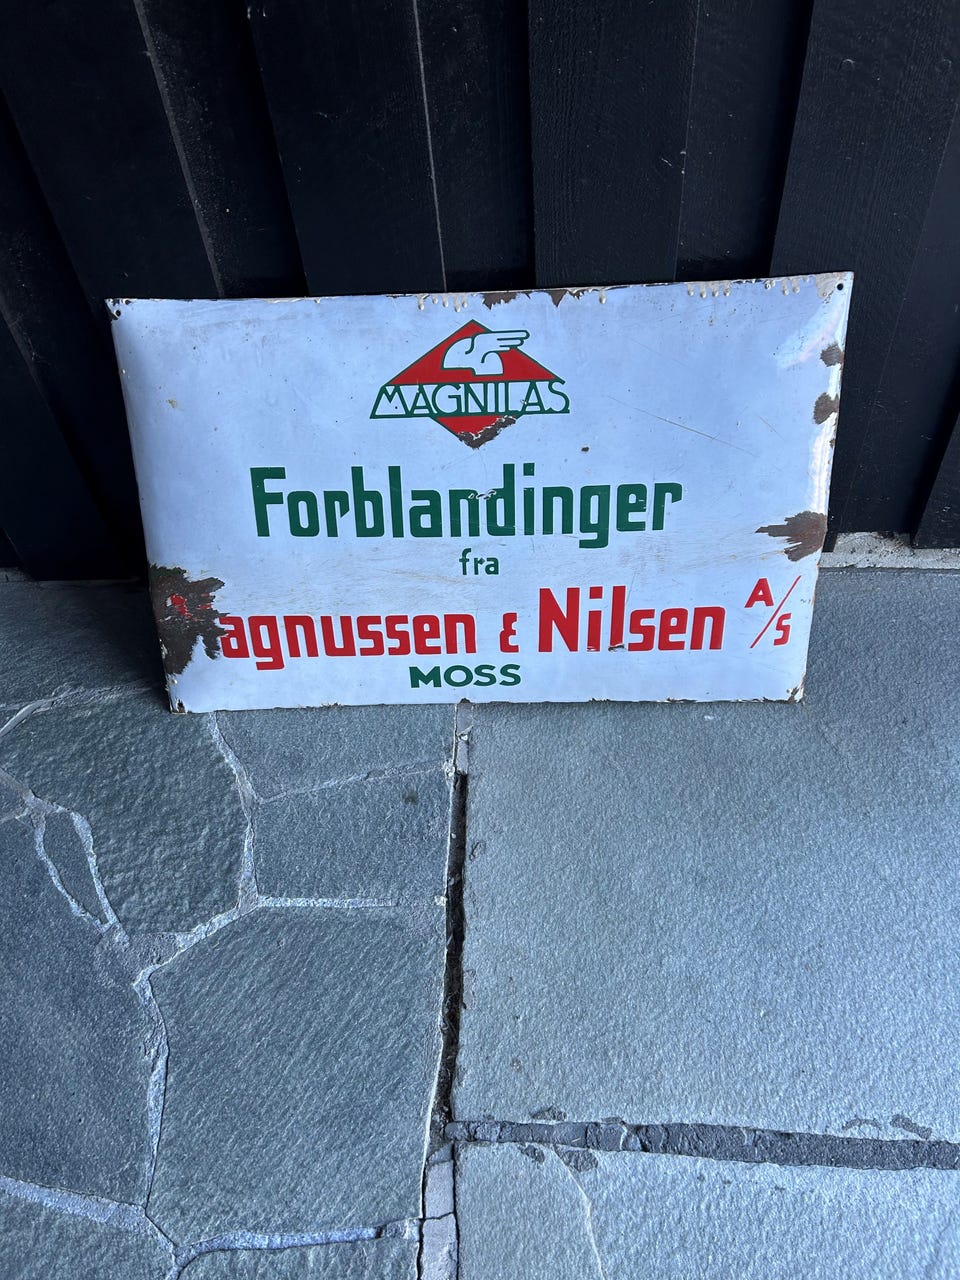 MAGNILAS
Forblandinger
fra
agnussen & Nilsen A/S
MOSS